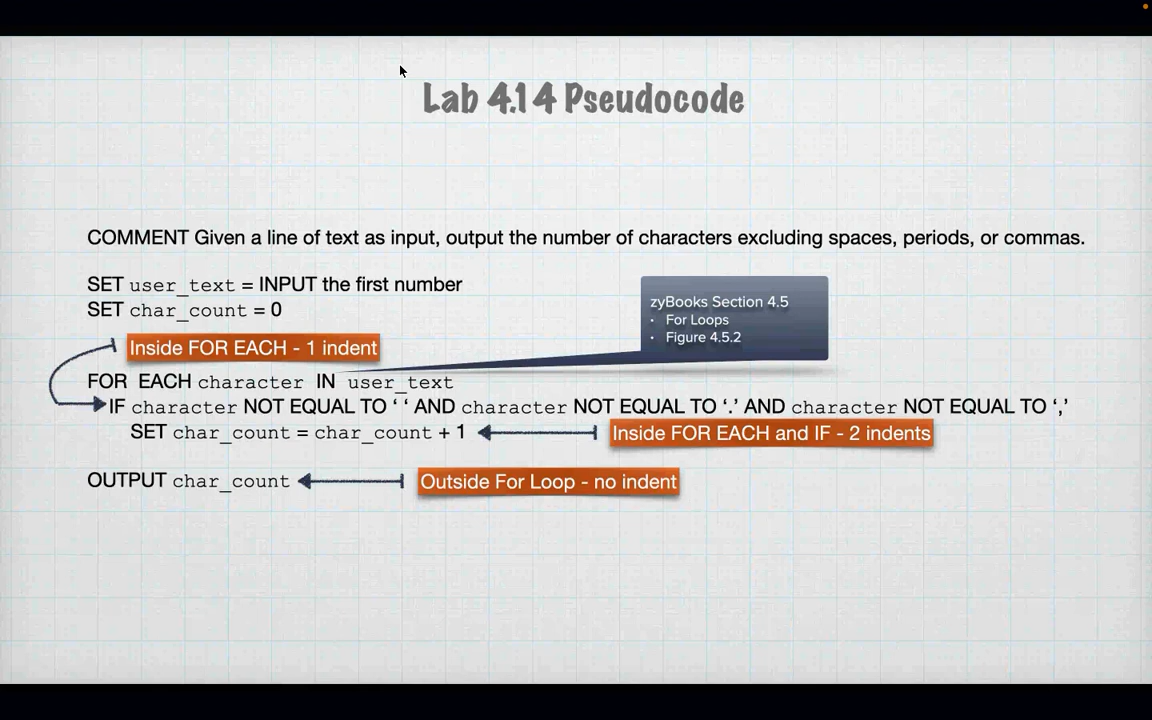 Lab 4.14 Pseudocode
COMMENT Given a line of text as input, output the number of characters excluding spaces, periods, or commas.
SET user_text = INPUT the first number
SET char_count = 0
zyBooks Section 4.5
• For Loops
• Figure 4.5.2
Inside FOR EACH - 1 indent
FOR EACH character IN user_text
IF character NOT EQUAL TO ‘ ‘ AND character NOT EQUAL TO ‘.’ AND character NOT EQUAL TO ‘,’
SET char_count = char_count + 1
Inside FOR EACH and IF - 2 indents
OUTPUT char_count
Outside For Loop - no indent